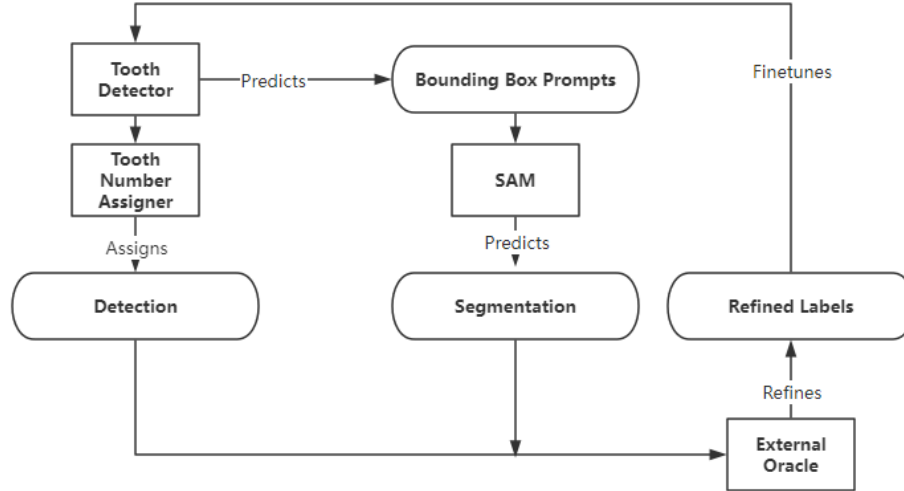 Tooth
Detector
Predicts
Bounding Box Prompts
Finetunes
Tooth
Number
Assigner
SAM
Assigns
Predicts
Detection
Segmentation
Refined Labels
Refines
External
Oracle